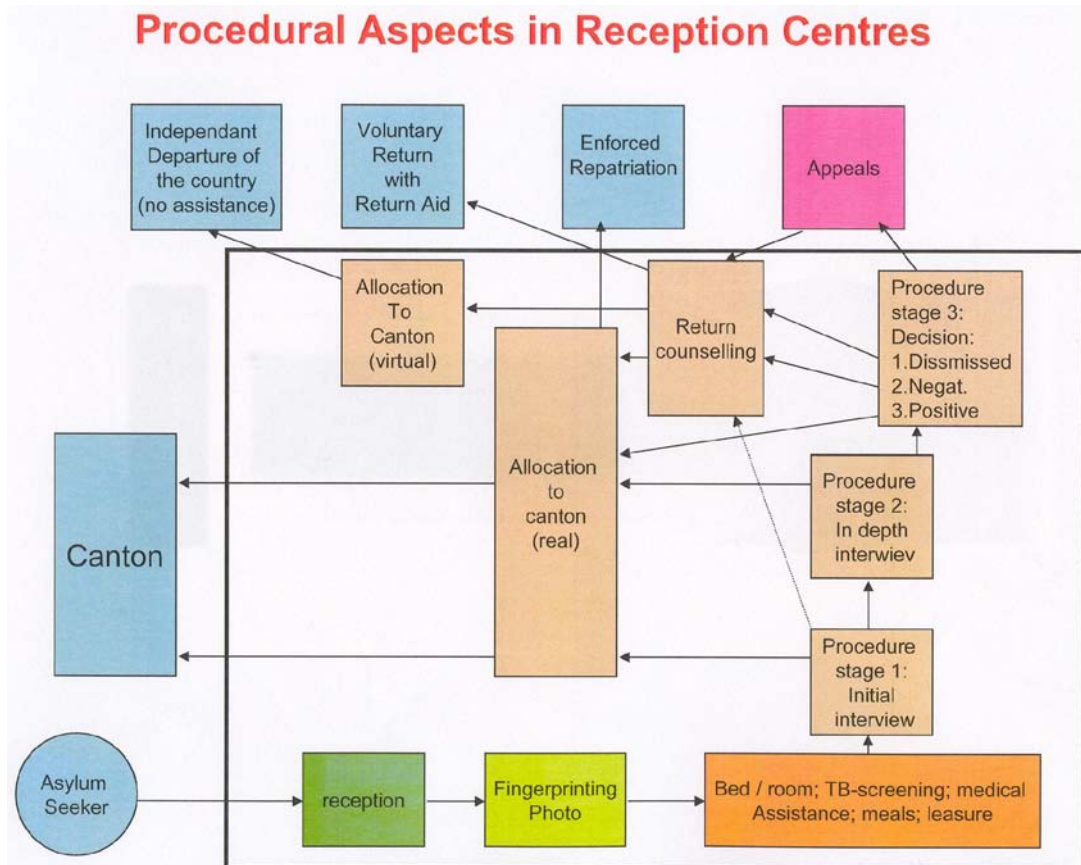 Procedural Aspects in Reception Centres
Independant
Departure of
the country
(no assistance)
Voluntary
Return
with
Return Aid
Enforced
Repatriation
Appeals
Allocation
To
Canton
(virtual)
Return
counselling
Procedure
stage 3:
Decision:
1.Dissmissed
2.Negat.
3.Positive
Canton
Allocation
to
canton
(real)
Procedure
stage 2:
In depth
interwiev
Procedure
stage 1:
Initial
interview
Asylum
Seeker
reception
Fingerprinting
Photo
Bed / room; TB-screening; medical
Assistance; meals; leasure